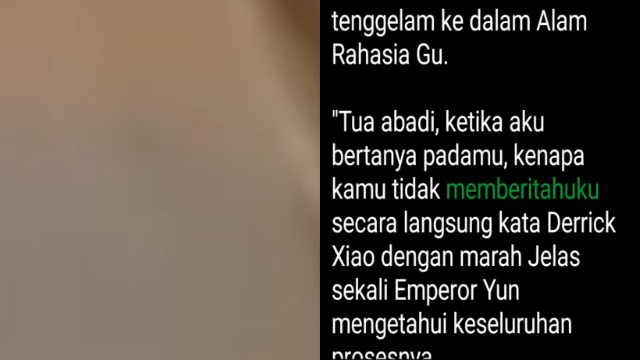 tenggelam ke dalam Alam
Rahasia Gu.
"Tua abadi, ketika aku
bertanya padamu, kenapa
kamu tidak memberitahuku
secara langsung kata Derrick
Xiao dengan marah Jelas
sekali Emperor Yun
mengetahui keseluruhan
prosesnya